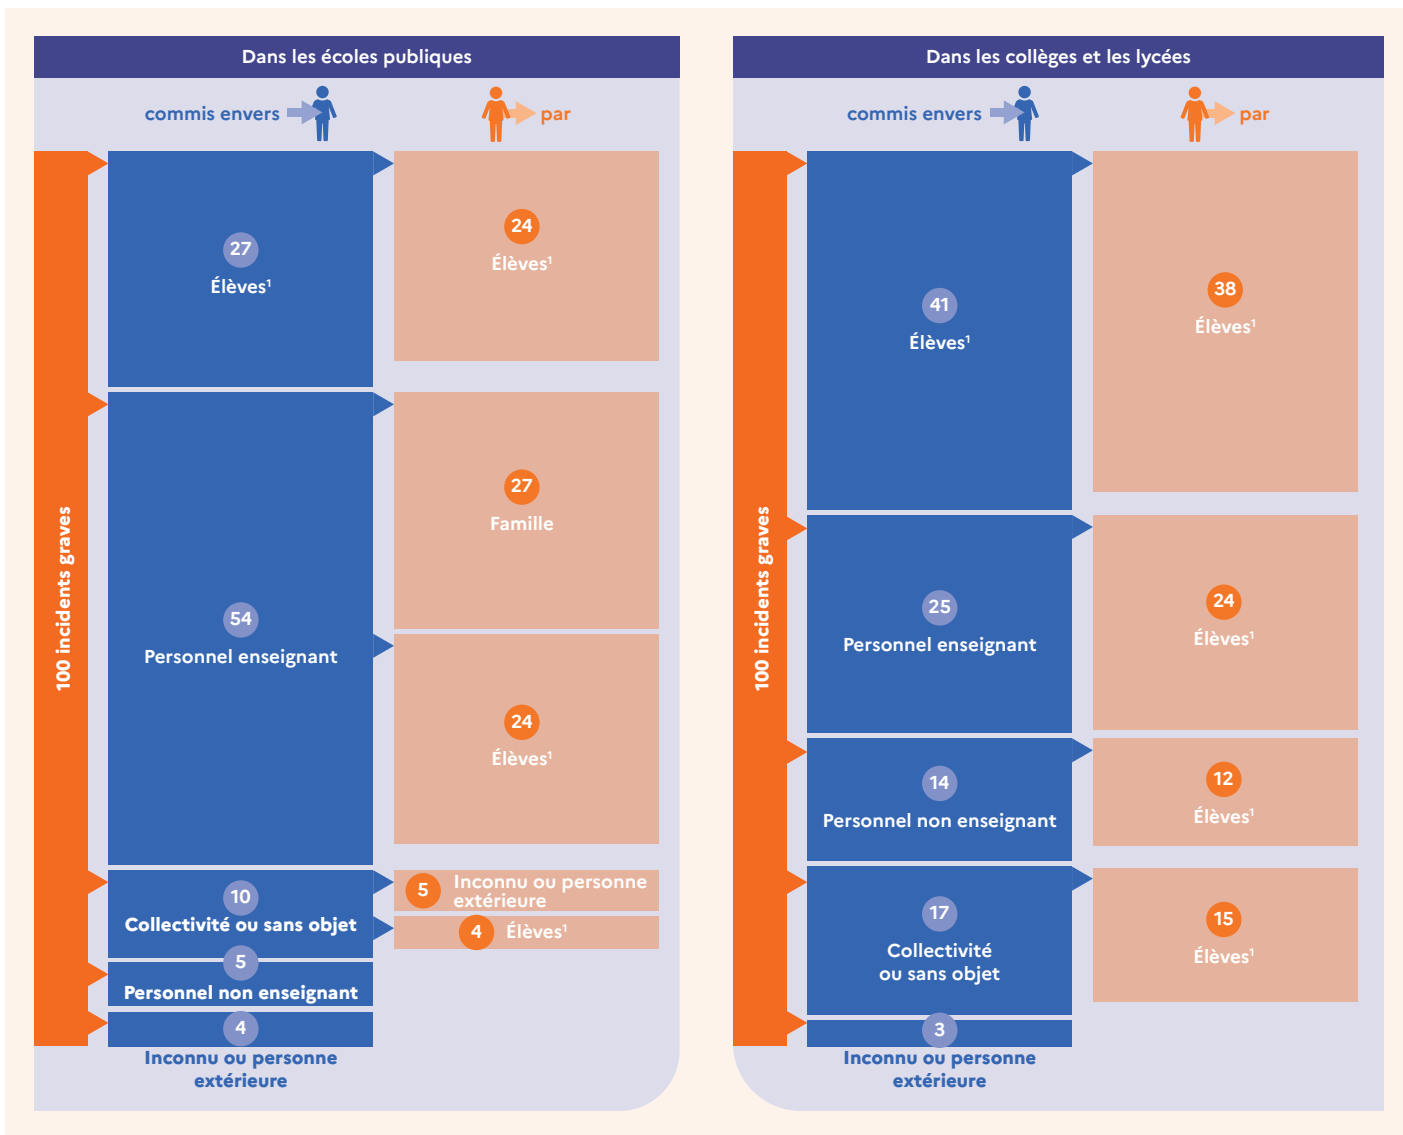 Dans les écoles publiques
commis envers
par
100 incidents graves
27
Élèves¹
24
Élèves¹
54
Personnel enseignant
27
Famille
24
Élèves¹
10
Collectivité ou sans objet
5
Inconnu ou personne
extérieure
4
Élèves¹
5
Personnel non enseignant
4
Inconnu ou personne
extérieure
Dans les collèges et les lycées
commis envers
par
100 incidents graves
41
Élèves¹
38
Élèves¹
25
Personnel enseignant
24
Élèves¹
14
Personnel non enseignant
12
Élèves¹
17
Collectivité
ou sans objet
15
Élèves¹
3
Inconnu ou personne
extérieure